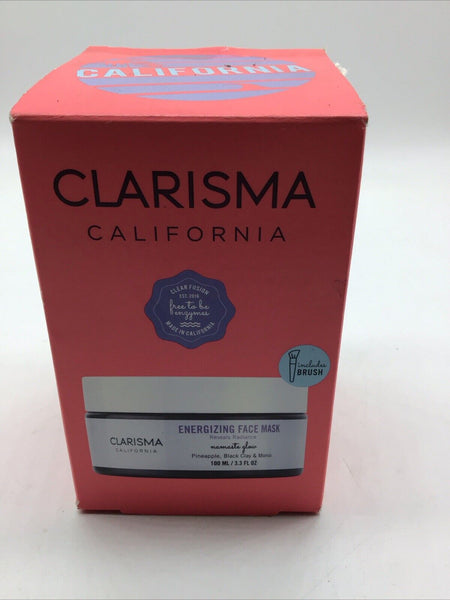 CALIFORNIA
CLARISMA
CALIFORNIA
CLEAN FUSION
EST. 2016
free to be
enzymes
MADE IN CALIFORNIA
includes
BRUSH
CLARISMA
CALIFORNIA
ENERGIZING FACE MASK
Reveals Radiance
namaste glow
Pineapple, Black Clay & Mono
100 ML / 3.3 FL OZ